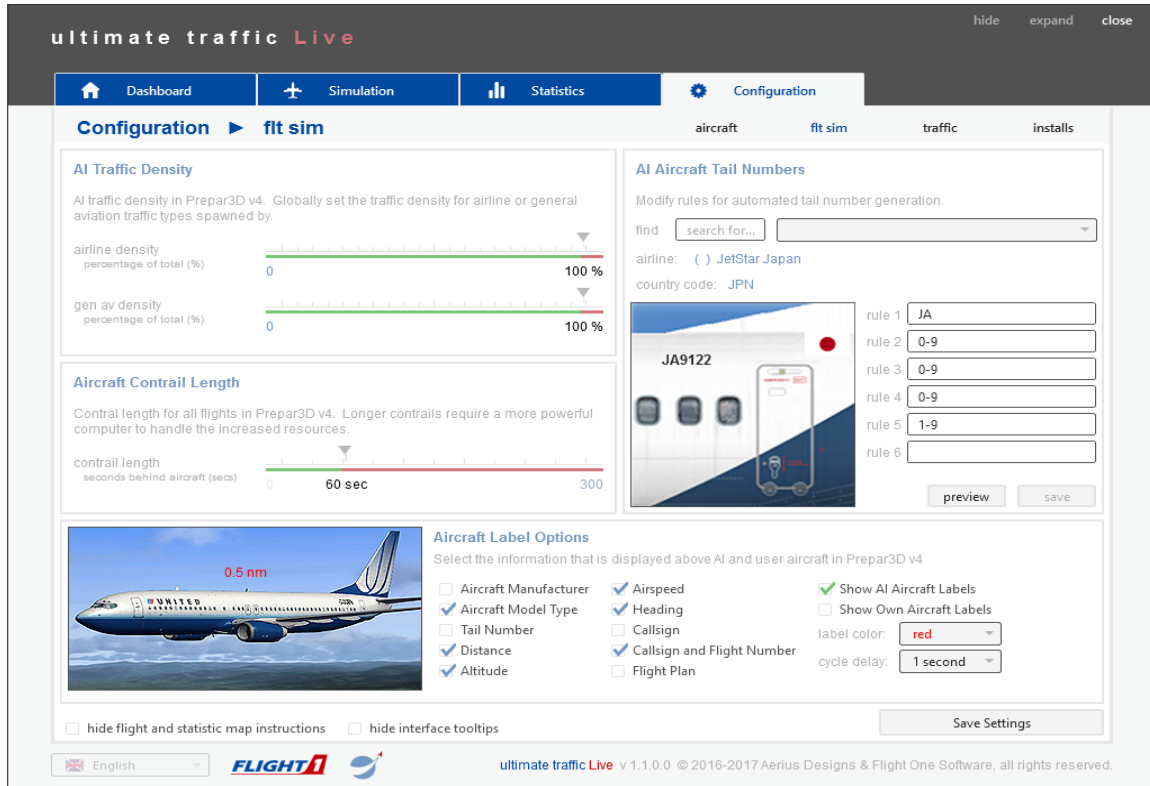 hide expand close
ultimate traffic Live
Dashboard Simulation Statistics Configuration
Configuration ► flt sim aircraft flt sim traffic installs
AI Traffic Density
AI traffic density in Prepar3D v4. Globally set the traffic density for airline or general
aviation traffic types spawned by
airline density
percentage of total (%)
0 100 %
gen av density
percentage of total (%)
0 100 %
Aircraft Contrail Length
Contral length for all flights in Prepar3D v4. Longer contrails require a more powerful
computer to handle the increased resources.
contrail length
seconds behind aircraft (secs)
0 60 sec 300
AI Aircraft Tail Numbers
Modify rules for automated tail number generation.
find search for...
airline: ( ) JetStar Japan
country code: JPN
JA9122
rule 1 JA
rule 2 0-9
rule 3 0-9
rule 4 0-9
rule 5 1-9
rule 6
preview save
0.5 nm
UNITED
Aircraft Label Options
Select the information that is displayed above AI and user aircraft in Prepar3D v4
Aircraft Manufacturer Airspeed Show AI Aircraft Labels
Aircraft Model Type Heading Show Own Aircraft Labels
Tail Number Callsign label color: red
Distance Callsign and Flight Number cycle delay: 1 second
Altitude Flight Plan
hide flight and statistic map instructions hide interface tooltips Save Settings
English FLIGHT1 ultimate traffic Live v 1.1.0.0 © 2016-2017 Aerius Designs & Flight One Software, all rights reserved.